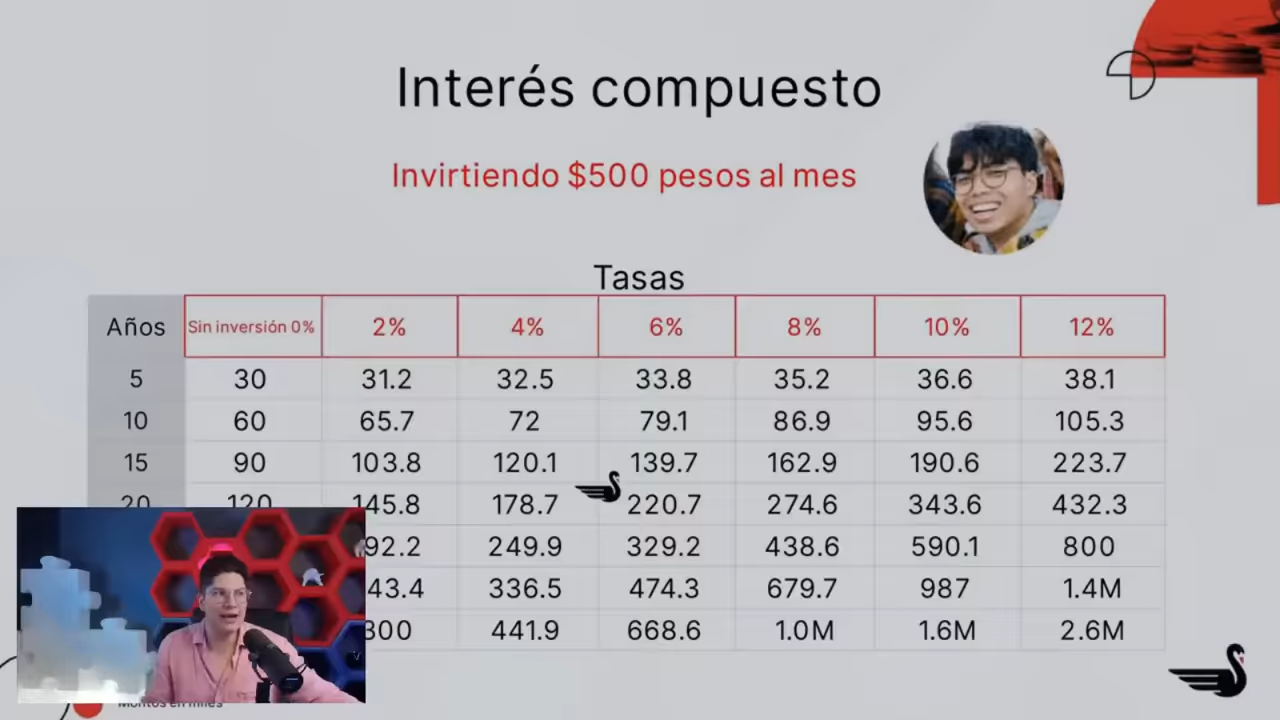 Interés compuesto
Invirtiendo $500 pesos al mes
Tasas
Años Sin inversión 0% 2% 4% 6% 8% 10% 12%
5 30 31.2 32.5 33.8 35.2 36.6 38.1
10 60 65.7 72 79.1 86.9 95.6 105.3
15 90 103.8 120.1 139.7 162.9 190.6 223.7
20 120 145.8 178.7 220.7 274.6 343.6 432.3
92.2 249.9 329.2 438.6 590.1 800
43.4 336.5 474.3 679.7 987 1.4M
300 441.9 668.6 1.0M 1.6M 2.6M
Montos en miles